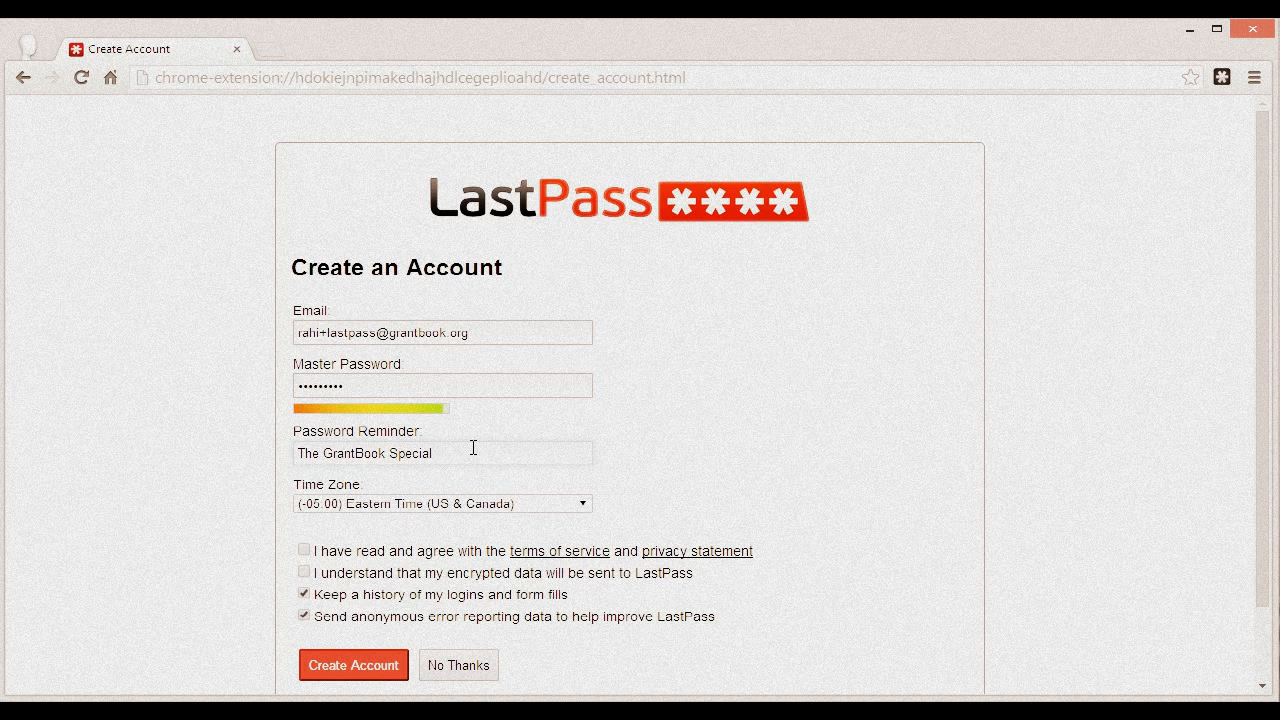 Create Account
chrome-extension://hdokiejnpimakedhajhdlcegeplioahd/create_account.html
LastPass ****
Create an Account
Email:
rahi+lastpass@grantbook.org
Master Password:
•••••••••
Password Reminder:
The GrantBook Special
Time Zone:
(-05:00) Eastern Time (US & Canada)
I have read and agree with the terms of service and privacy statement
I understand that my encrypted data will be sent to LastPass
Keep a history of my logins and form fills
Send anonymous error reporting data to help improve LastPass
Create Account No Thanks